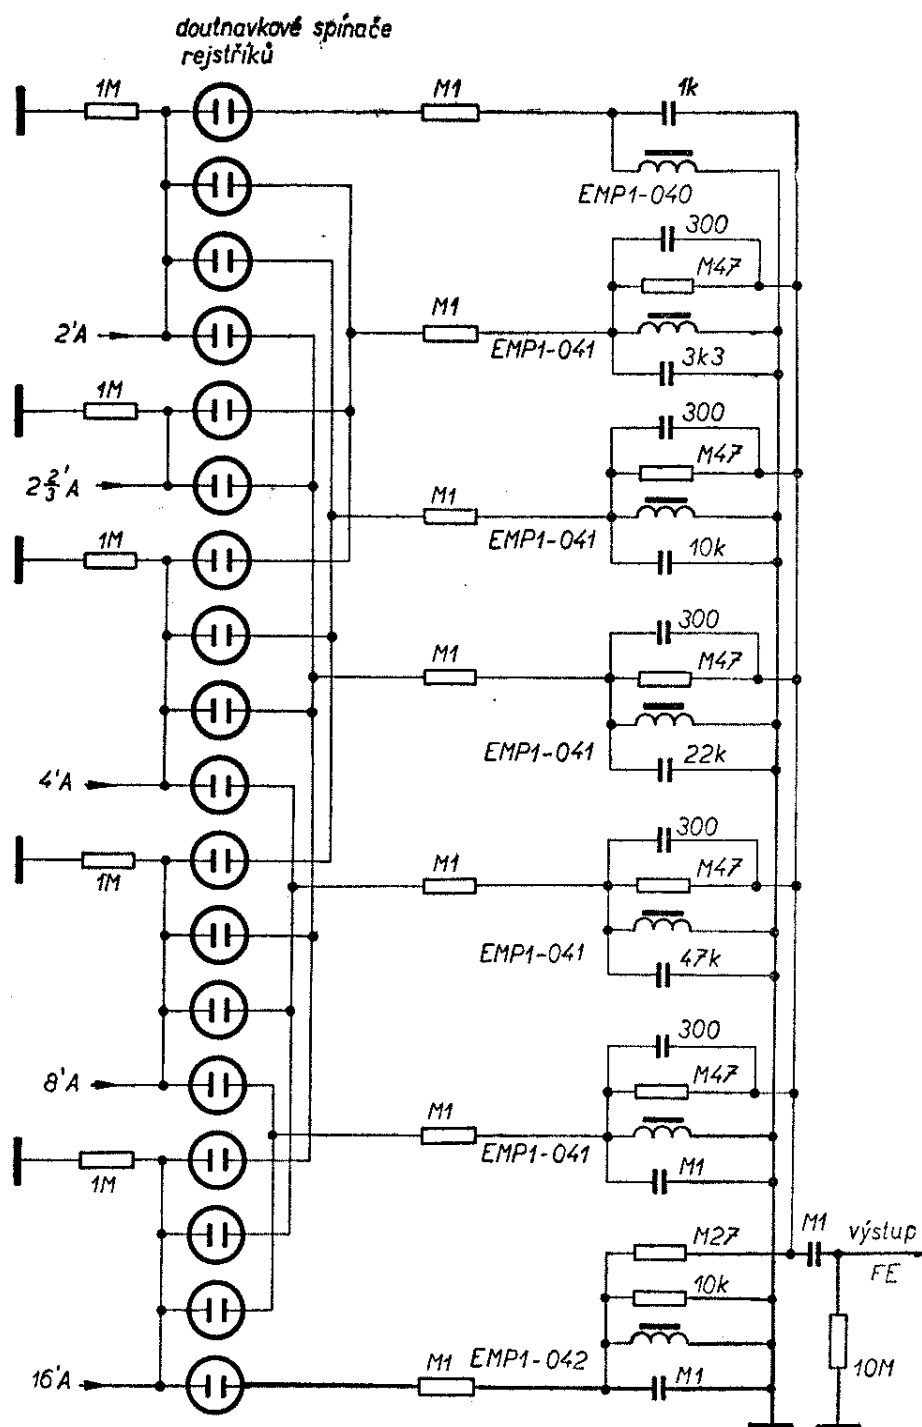 doutnavkové spínače
rejstříků
1M
M1
1k
EMP1-040
300
M47
2'A
M1
EMP1-041
3k3
1M
300
M47
2 2/3'A
M1
EMP1-041
10k
1M
300
M47
M1
EMP1-041
22k
4'A
300
M47
1M
M1
EMP1-041
47k
300
M47
8'A
M1
EMP1-041
M1
1M
M27
M1
výstup
FE
10k
16'A
M1
EMP1-042
M1
10M